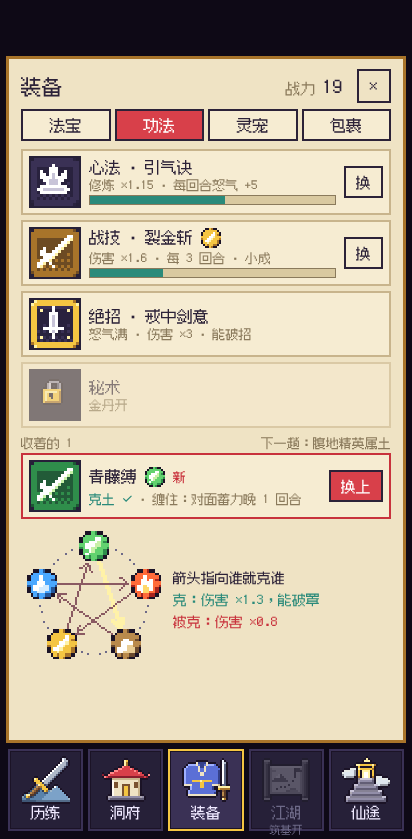 装备 战力 19 ×
法宝 功法 灵宠 包裹
心法 · 引气诀
修炼 ×1.15 · 每回合怒气 +5
换
战技 · 裂金斩
伤害 ×1.6 · 每 3 回合 · 小成
换
绝招 · 戒中剑意
怒气满 · 伤害 ×3 · 能破招
秘术
金丹开
收着的 1 下一趟：腹地精英属土
青藤缚 新
克土 ✓ · 缠住：对面蓄力晚 1 回合
换上
箭头指向谁就克谁
克：伤害 ×1.3，能破罩
被克：伤害 ×0.8
历练 洞府 装备 江湖 仙途
筑基开